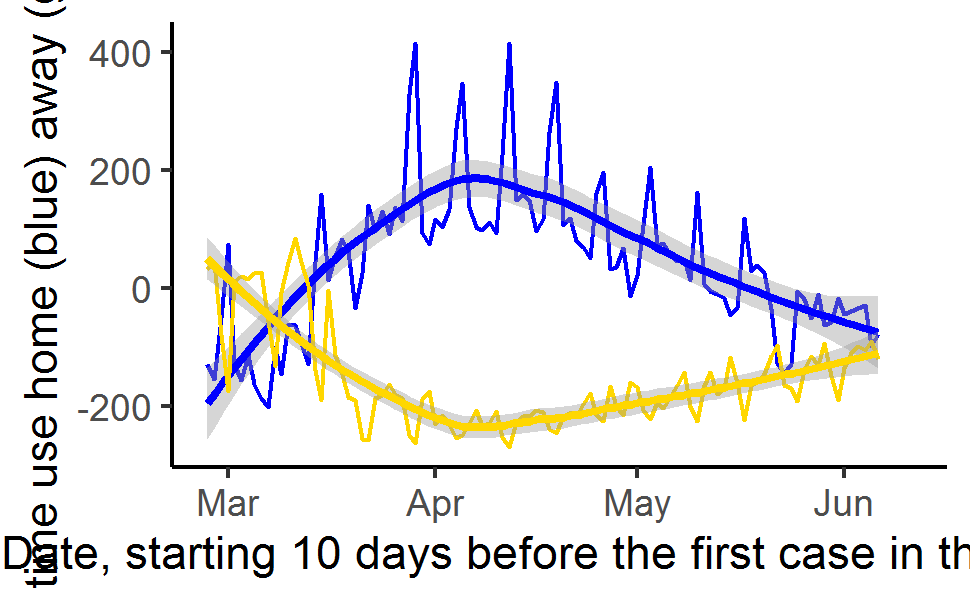 time use home (blue) away (
400
200
0
-200
Mar Apr May Jun
Date, starting 10 days before the first case in th